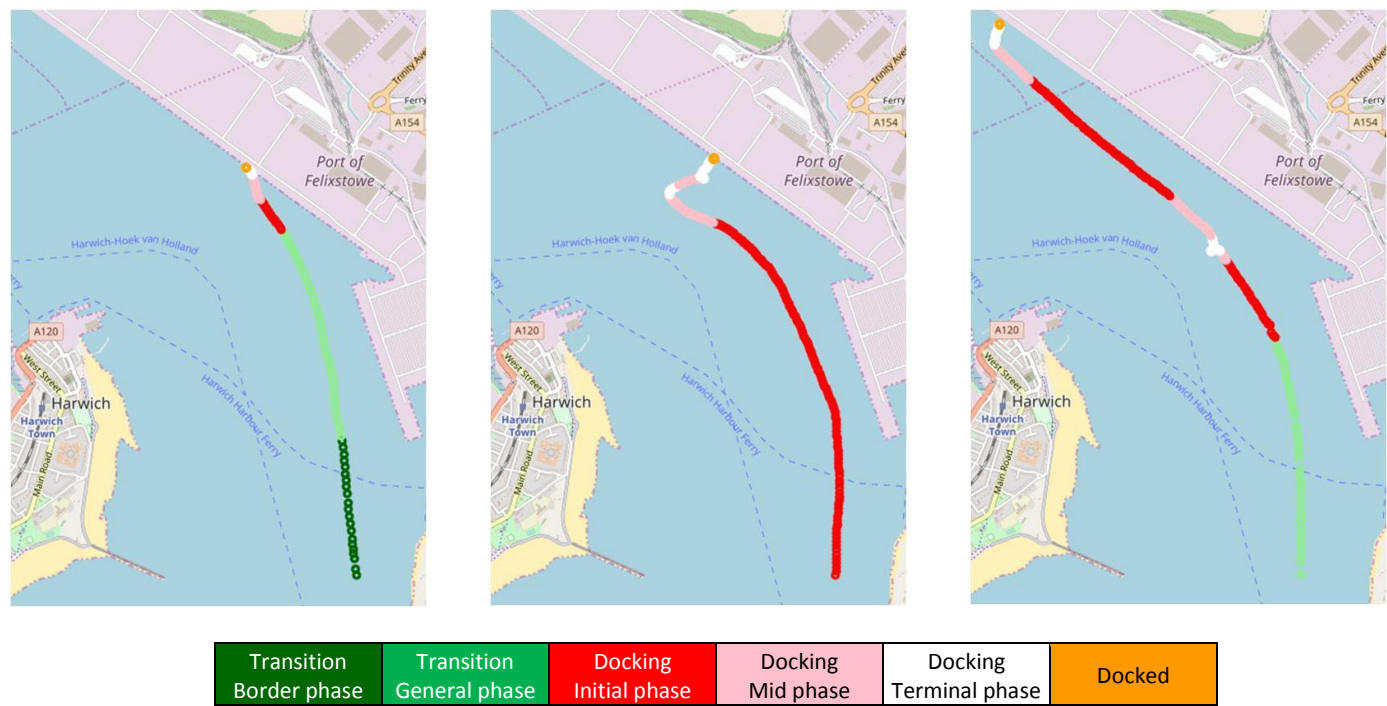 Trinity Ave
Ferry
A154
Port of
Felixstowe
Harwich-Hoek van Holland
Ferry
A120
West Street
Harwich
Harwich
Town
Main Road
Harwich Harbour Ferry
Trinity Ave
Ferry
A154
Port of
Felixstowe
Harwich-Hoek van Holland
Ferry
A120
West Street
Harwich
Harwich
Town
Main Road
Harwich Harbour Ferry
Trinity Ave
Ferry
A154
Port of
Felixstowe
Harwich-Hoek van Holland
Ferry
A120
West Street
Harwich
Harwich
Town
Main Road
Harwich Harbour Ferry
Transition
Border phase
Transition
General phase
Docking
Initial phase
Docking
Mid phase
Docking
Terminal phase
Docked